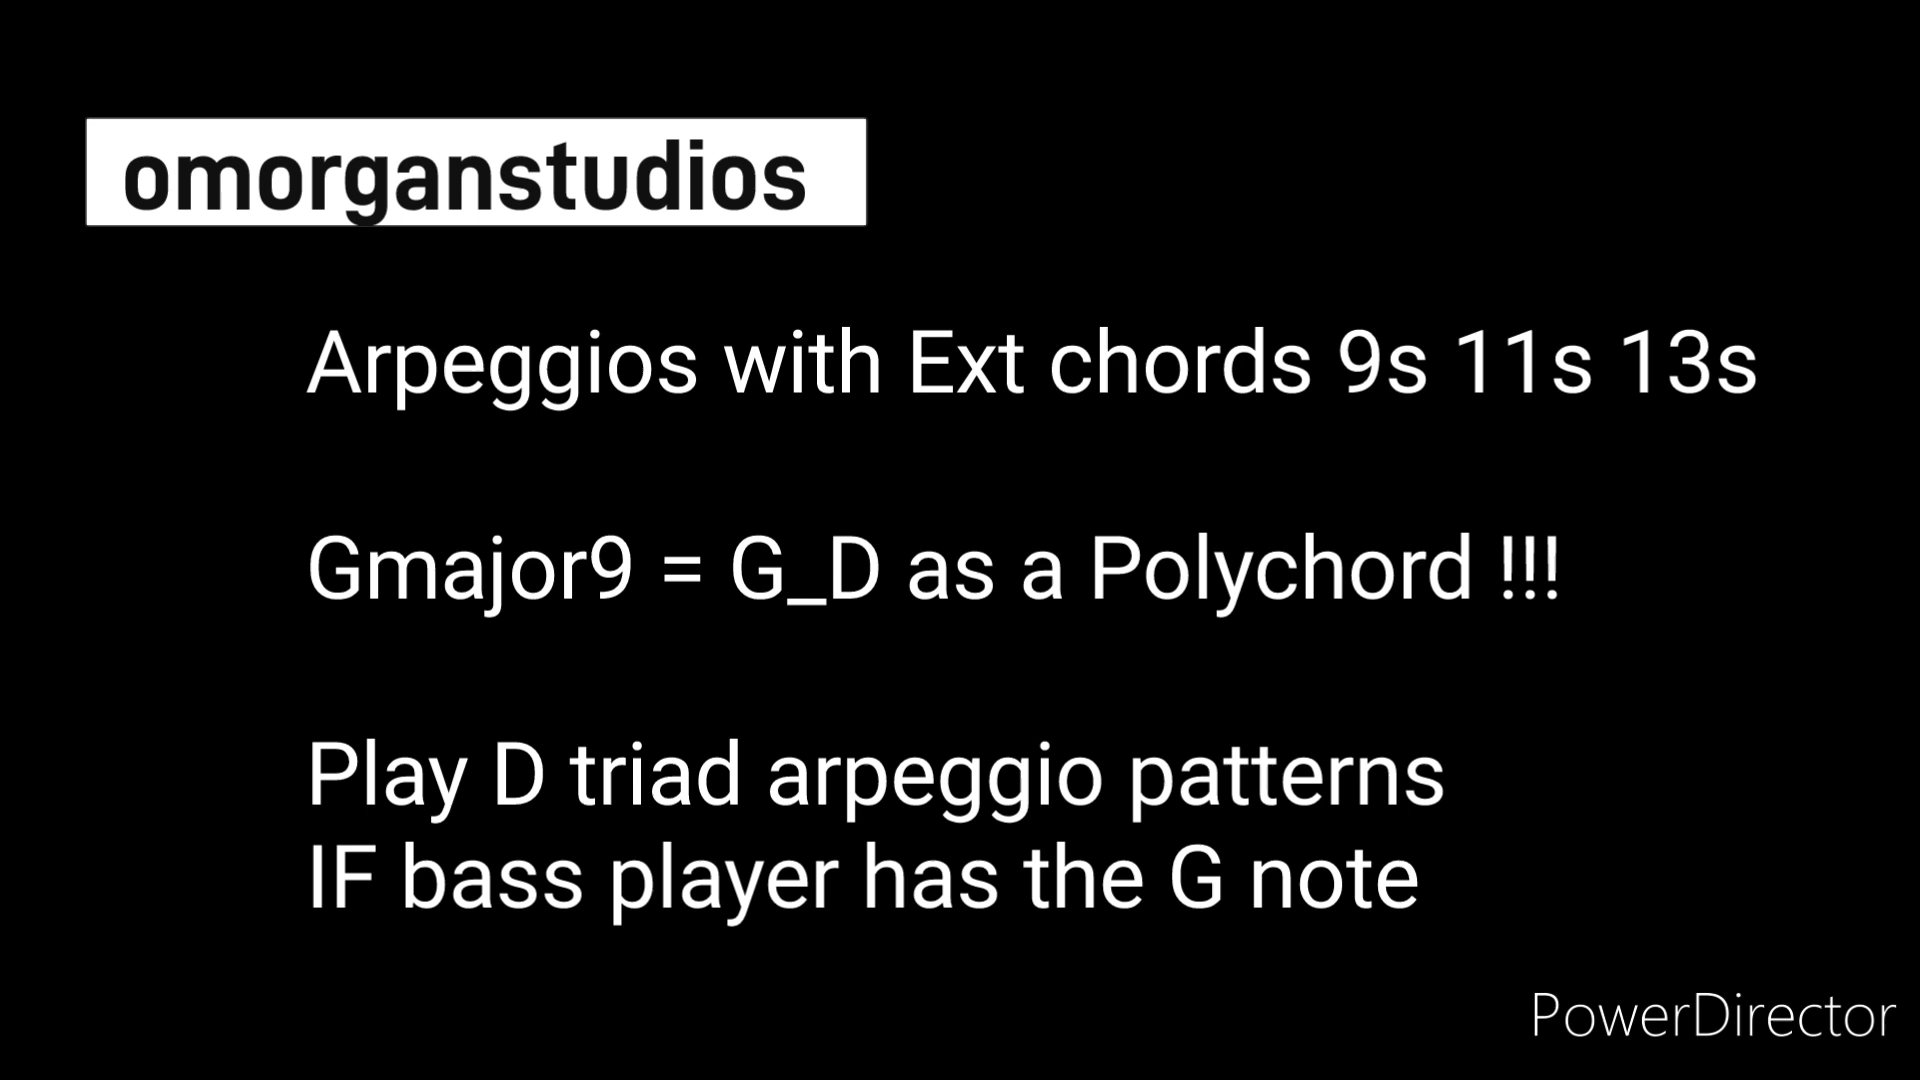 omorganstudios
Arpeggios with Ext chords 9s 11s 13s
Gmajor9 = G_D as a Polychord !!!
Play D triad arpeggio patterns
IF bass player has the G note
PowerDirector